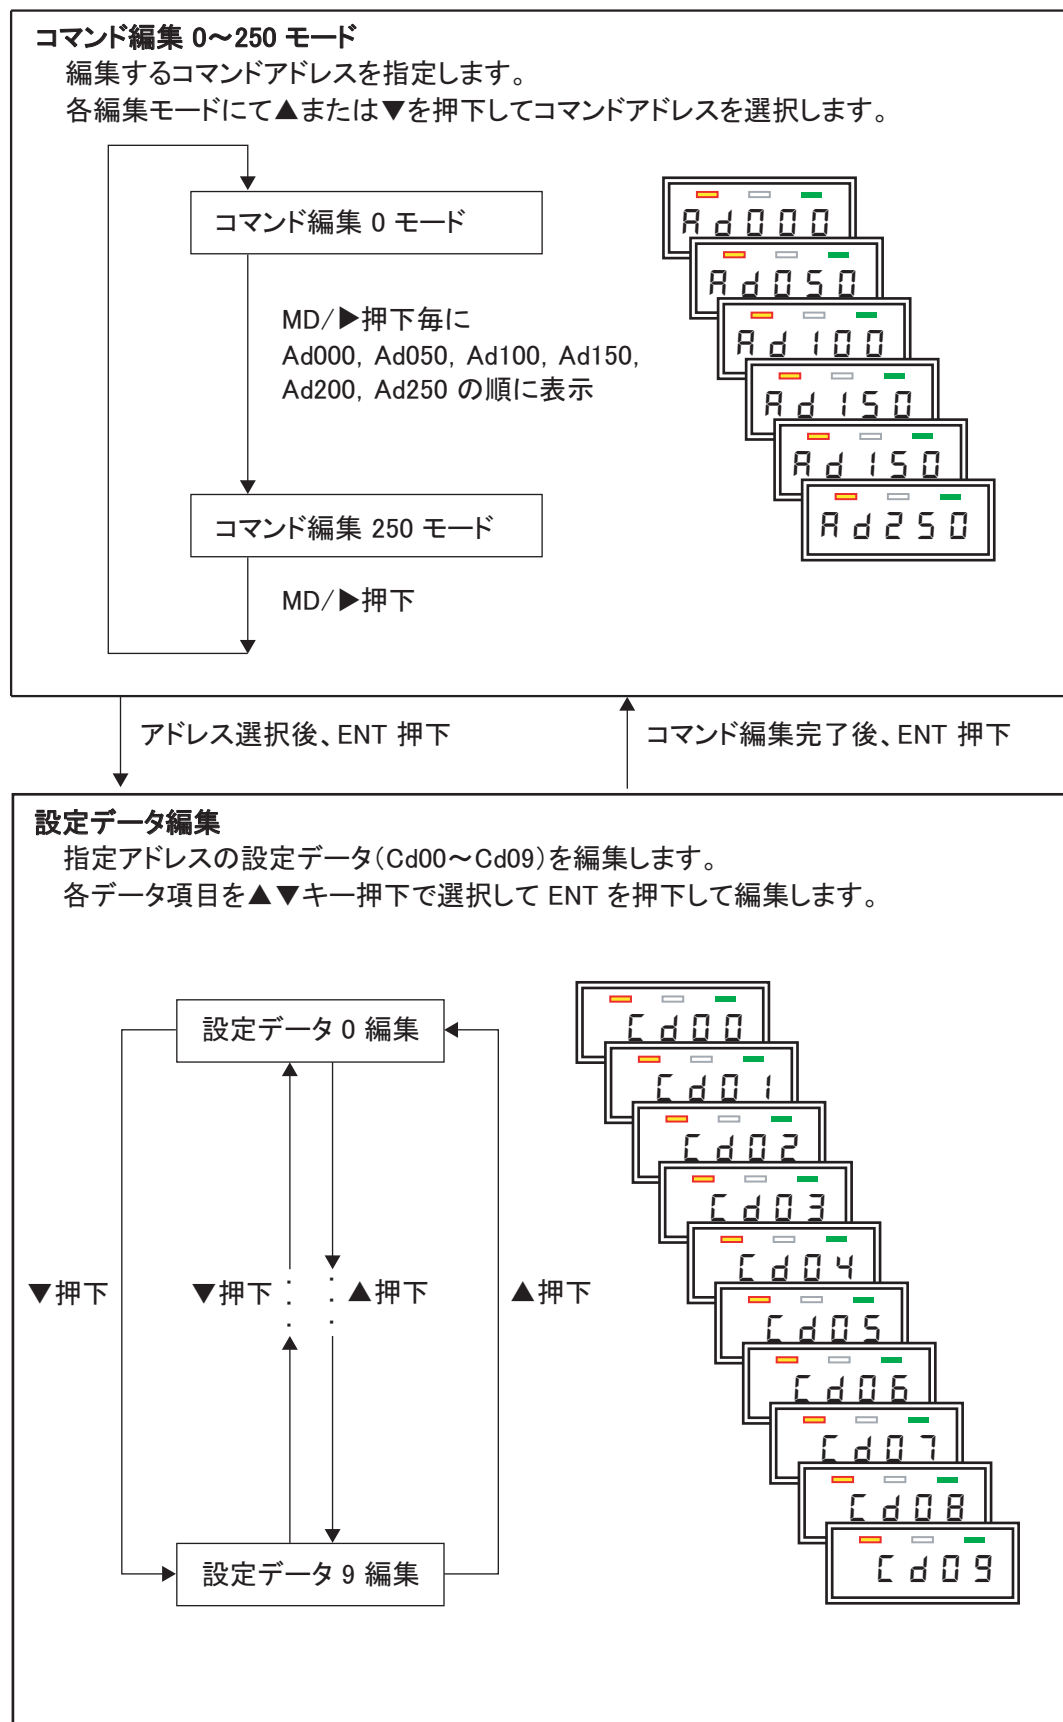 コマンド編集 0～250 モード
編集するコマンドアドレスを指定します。
各編集モードにて▲または▼を押下してコマンドアドレスを選択します。
コマンド編集 0 モード
MD/▶押下毎に
Ad000, Ad050, Ad100, Ad150,
Ad200, Ad250 の順に表示
コマンド編集 250 モード
MD/▶押下
Ad000
Ad050
Ad100
Ad150
Ad150
Ad250
アドレス選択後、ENT 押下
コマンド編集完了後、ENT 押下
設定データ編集
指定アドレスの設定データ(Cd00～Cd09)を編集します。
各データ項目を▲▼キー押下で選択して ENT を押下して編集します。
設定データ 0 編集
▼押下
▼押下
▲押下
▲押下
設定データ 9 編集
Cd00
Cd01
Cd02
Cd03
Cd04
Cd05
Cd06
Cd07
Cd08
Cd09